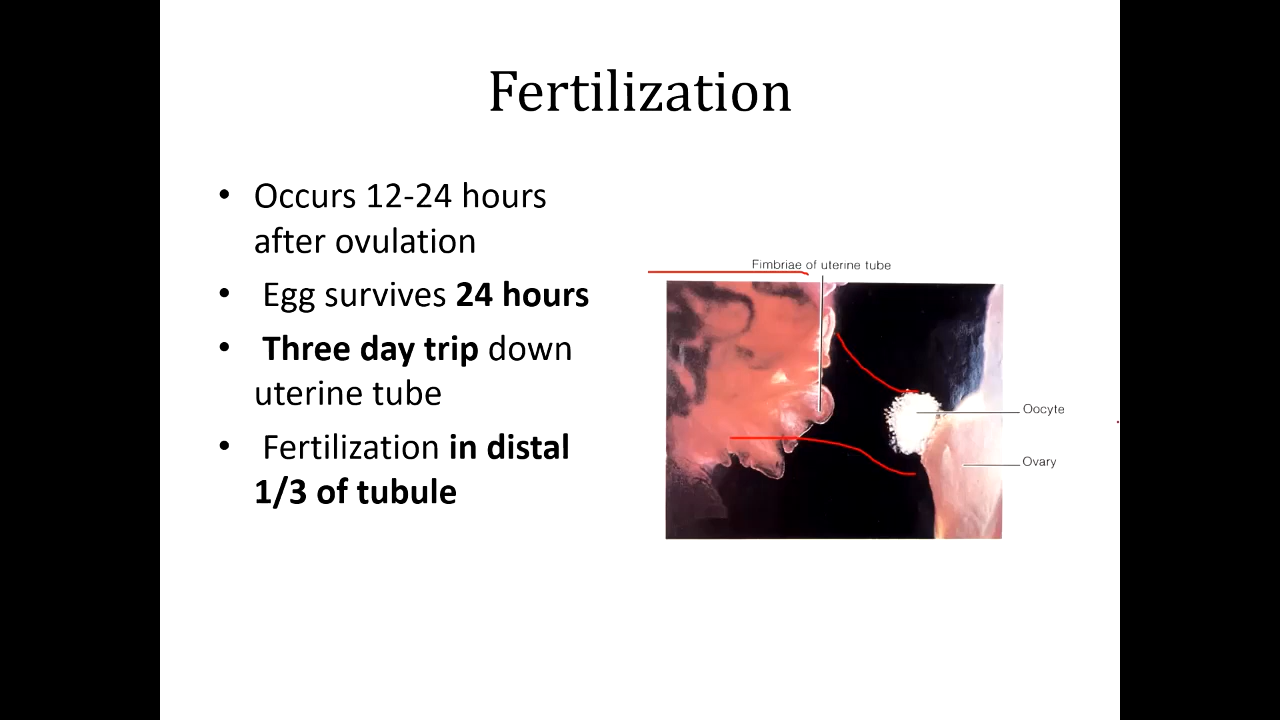 Fertilization
• Occurs 12-24 hours
after ovulation
• Egg survives 24 hours
• Three day trip down
uterine tube
• Fertilization in distal
1/3 of tubule
Fimbriae of uterine tube
Oocyte
Ovary